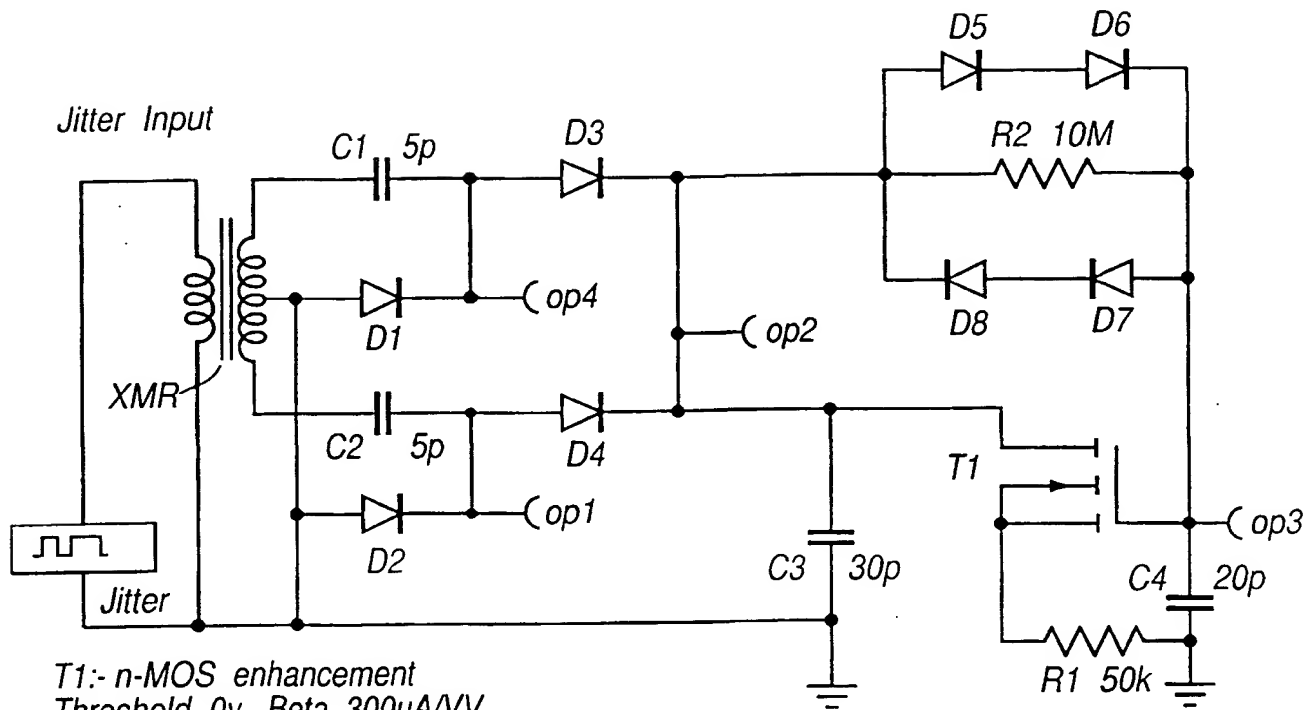 D5
D6
Jitter Input
R2 10M
C1 5p
D3
op4
D1
D8
D7
op2
XMR
C2 5p
D4
T1
op1
op3
D2
C3 30p
C4 20p
Jitter
R1 50k
T1:- n-MOS enhancement
Threshold 0v. Beta 300uA/VV